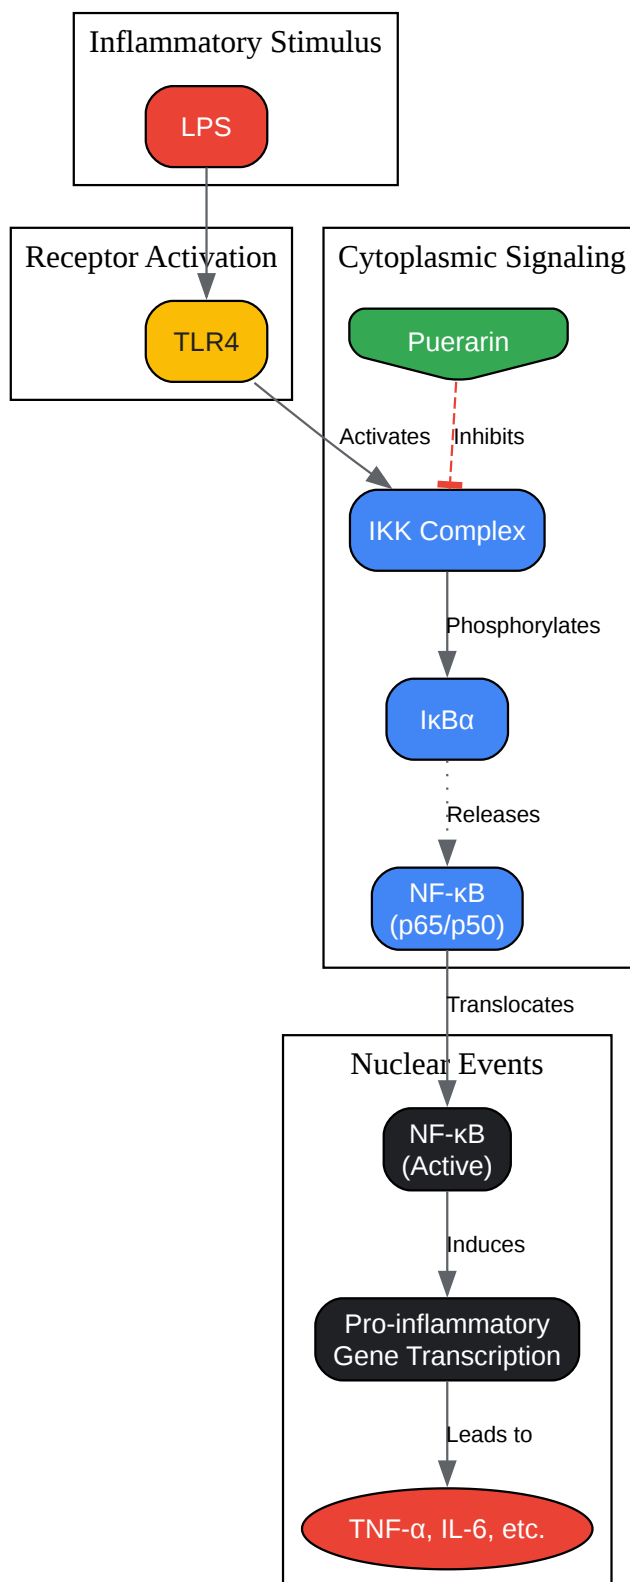 Inflammatory Stimulus
LPS
Receptor Activation
Cytoplasmic Signaling
TLR4
Puerarin
Activates
Inhibits
IKK Complex
Phosphorylates
IκBα
Releases
NF-κB
(p65/p50)
Translocates
Nuclear Events
NF-κB
(Active)
Induces
Pro-inflammatory
Gene Transcription
Leads to
TNF-α, IL-6, etc.